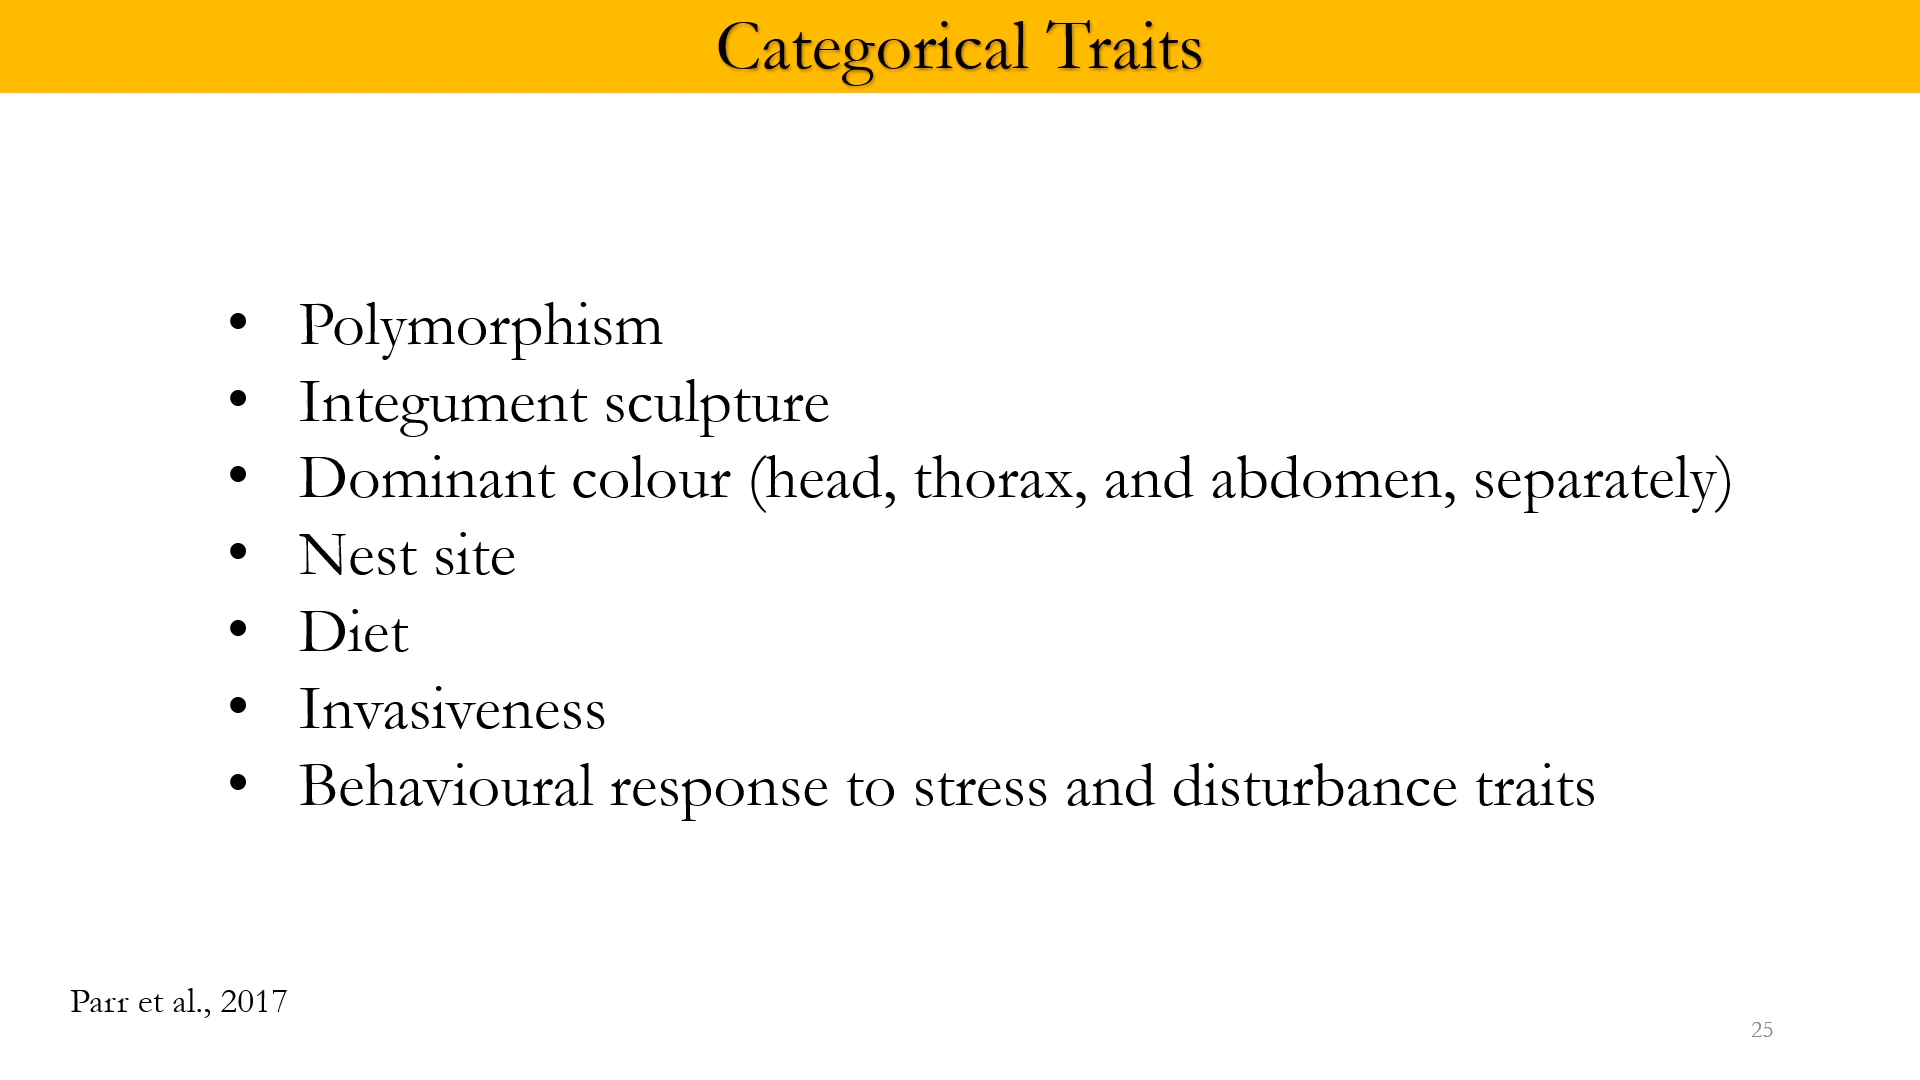 Categorical Traits
• Polymorphism
• Integument sculpture
• Dominant colour (head, thorax, and abdomen, separately)
• Nest site
• Diet
• Invasiveness
• Behavioural response to stress and disturbance traits
Parr et al., 2017
25